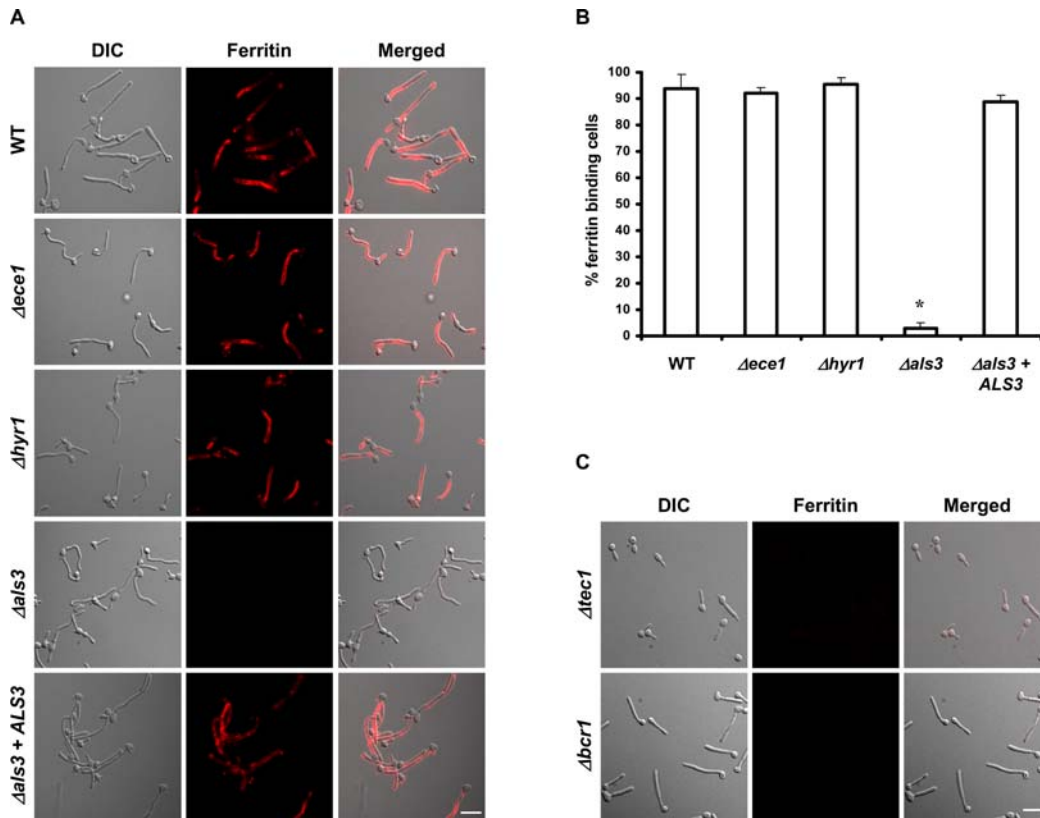 A
DIC Ferritin Merged
WT
Δece1
Δhyr1
Δals3
Δals3 + ALS3
B
% ferritin binding cells
100
90
80
70
60
50
40
30
20
10
0
*
WT Δece1 Δhyr1 Δals3 Δals3 +
ALS3
C
DIC Ferritin Merged
Δtec1
Δbcr1